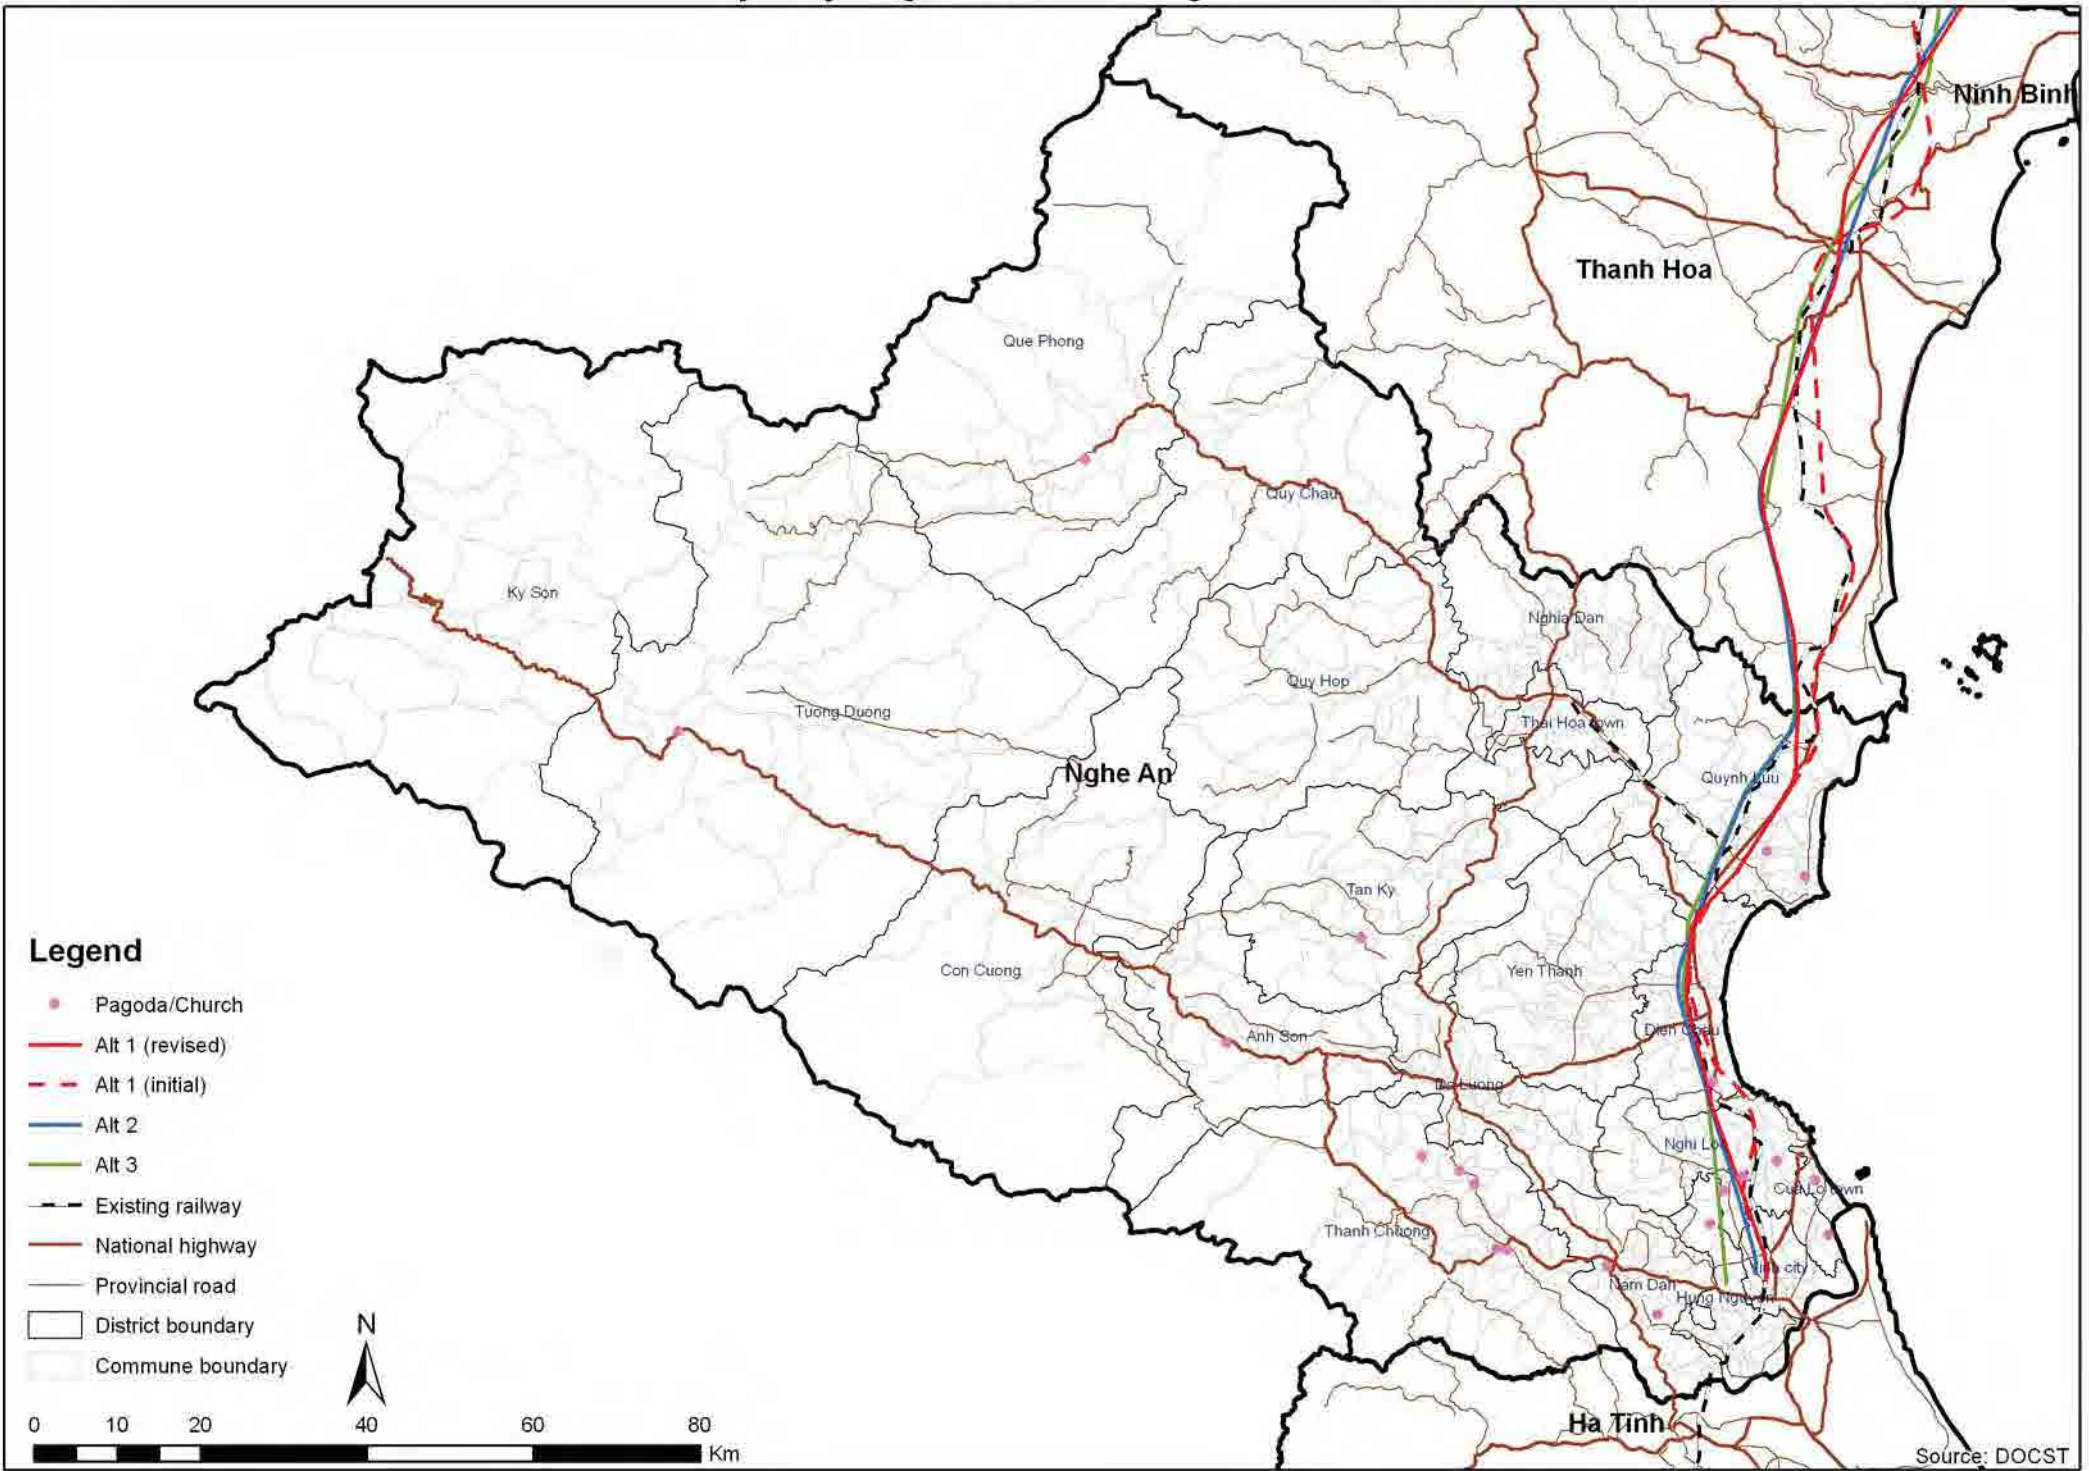 Ninh Binh
Thanh Hoa
Que Phong
Quy Chau
Ky Son
Nghia Dan
Quy Hop
Tuong Duong
Thai Hoa town
Nghe An
Quynh Luu
Tan Ky
Con Cuong
Yen Thanh
Dien Chau
Anh Son
Do Luong
Nghi Lo
Cua Lo town
Thanh Chuong
Vinh city
Nam Dan
Hung Nguyen
Ha Tinh
Legend
Pagoda/Church
Alt 1 (revised)
Alt 1 (initial)
Alt 2
Alt 3
Existing railway
National highway
Provincial road
District boundary
Commune boundary
N
0 10 20 40 60 80
Km
Source: DOCST